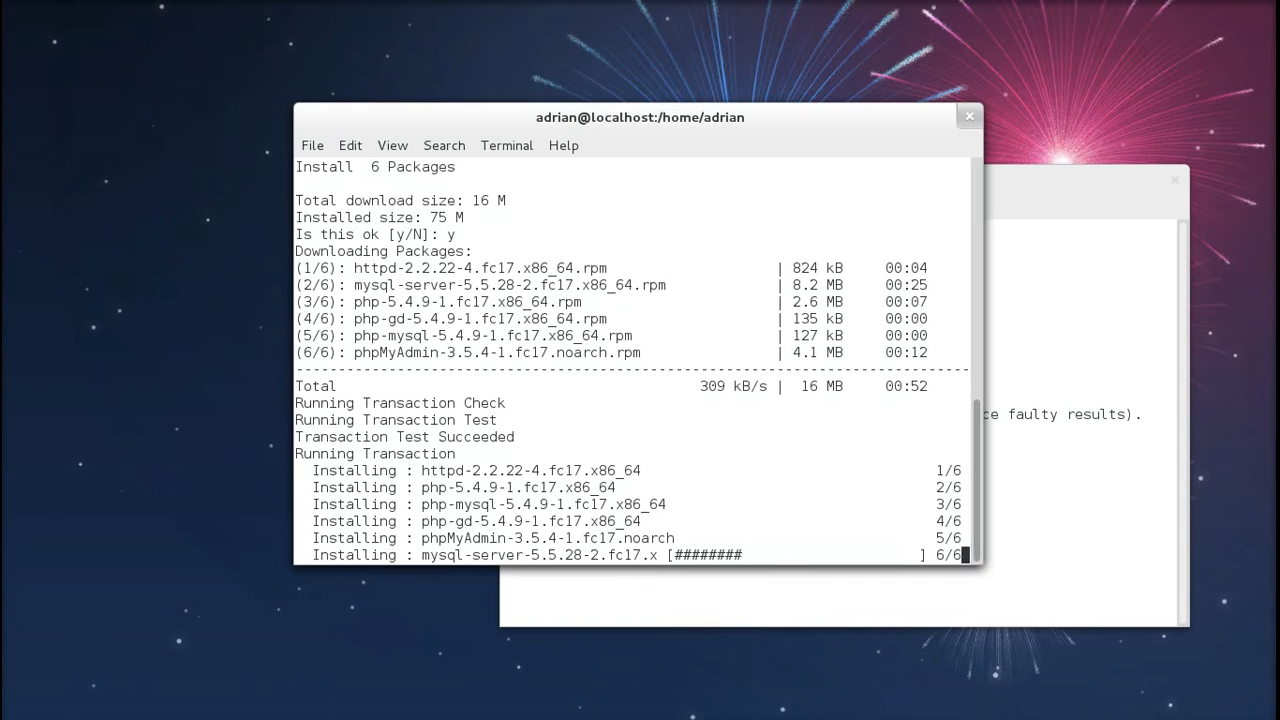 adrian@localhost:/home/adrian
File Edit View Search Terminal Help
Install  6 Packages
Total download size: 16 M
Installed size: 75 M
Is this ok [y/N]: y
Downloading Packages:
(1/6): httpd-2.2.22-4.fc17.x86_64.rpm | 824 kB 00:04
(2/6): mysql-server-5.5.28-2.fc17.x86_64.rpm | 8.2 MB 00:25
(3/6): php-5.4.9-1.fc17.x86_64.rpm | 2.6 MB 00:07
(4/6): php-gd-5.4.9-1.fc17.x86_64.rpm | 135 kB 00:00
(5/6): php-mysql-5.4.9-1.fc17.x86_64.rpm | 127 kB 00:00
(6/6): phpMyAdmin-3.5.4-1.fc17.noarch.rpm | 4.1 MB 00:12
--------------------------------------------------------------------------------
Total 309 kB/s | 16 MB 00:52
Running Transaction Check
Running Transaction Test
Transaction Test Succeeded
Running Transaction
Installing : httpd-2.2.22-4.fc17.x86_64 1/6
Installing : php-5.4.9-1.fc17.x86_64 2/6
Installing : php-mysql-5.4.9-1.fc17.x86_64 3/6
Installing : php-gd-5.4.9-1.fc17.x86_64 4/6
Installing : phpMyAdmin-3.5.4-1.fc17.noarch 5/6
Installing : mysql-server-5.5.28-2.fc17.x [######## ] 6/6
ce faulty results).